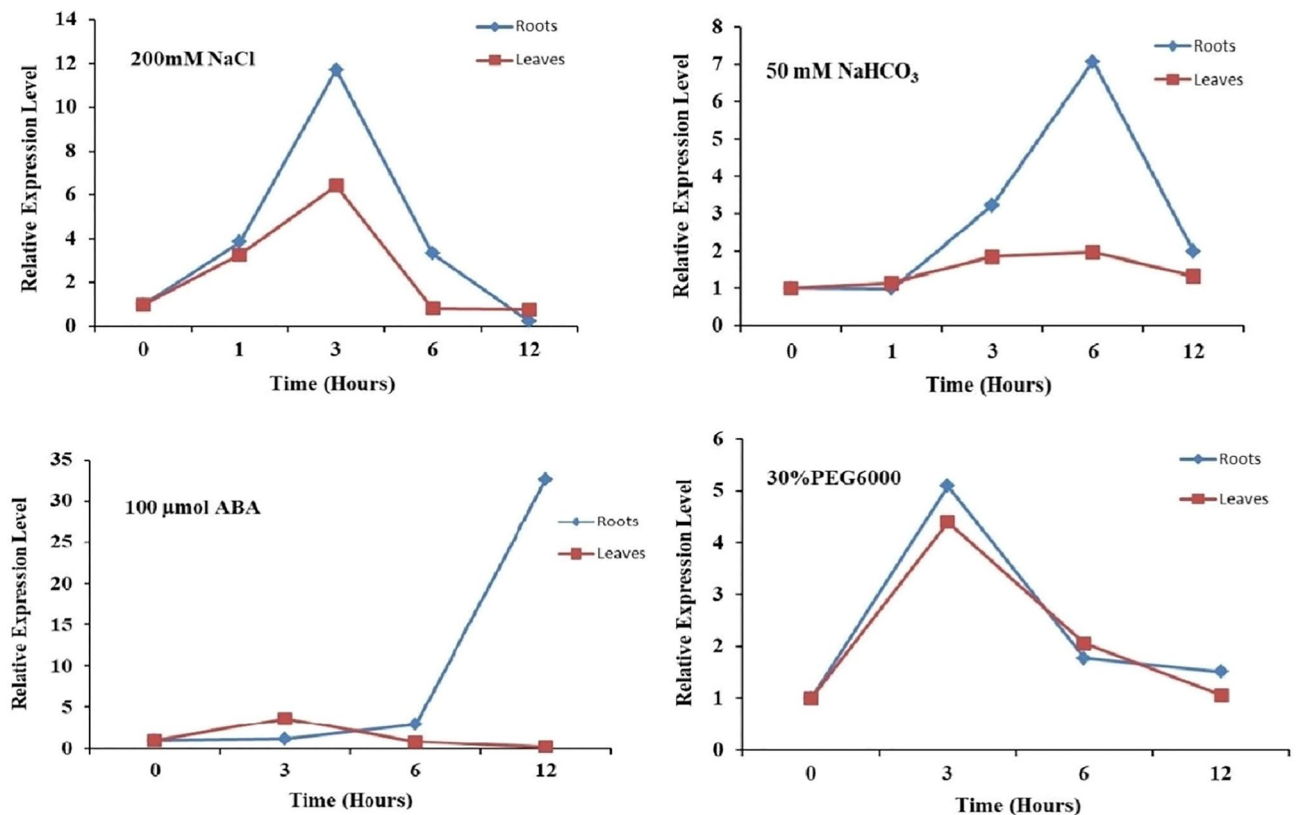 200mM NaCl
Roots
Leaves
Relative Expression Level
14
12
10
8
6
4
2
0
0 1 3 6 12
Time (Hours)
50 mM NaHCO₃
Roots
Leaves
Relative Expression Level
8
7
6
5
4
3
2
1
0
0 1 3 6 12
Time (Hours)
100 µmol ABA
Roots
Leaves
Relative Expression Level
35
30
25
20
15
10
5
0
0 3 6 12
Time (Hours)
30%PEG6000
Roots
Leaves
Relative Expression Level
6
5
4
3
2
1
0
0 3 6 12
Time (Hours)